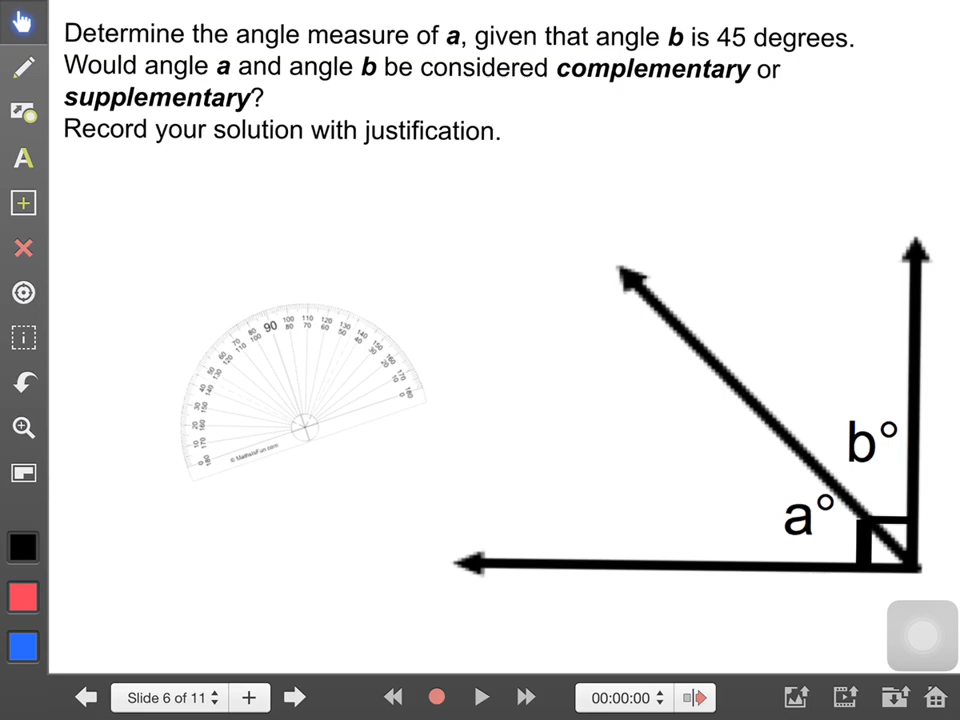 Determine the angle measure of a, given that angle b is 45 degrees.
Would angle a and angle b be considered complementary or
supplementary?
Record your solution with justification.
90
b°
a°
A
Slide 6 of 11
00:00:00